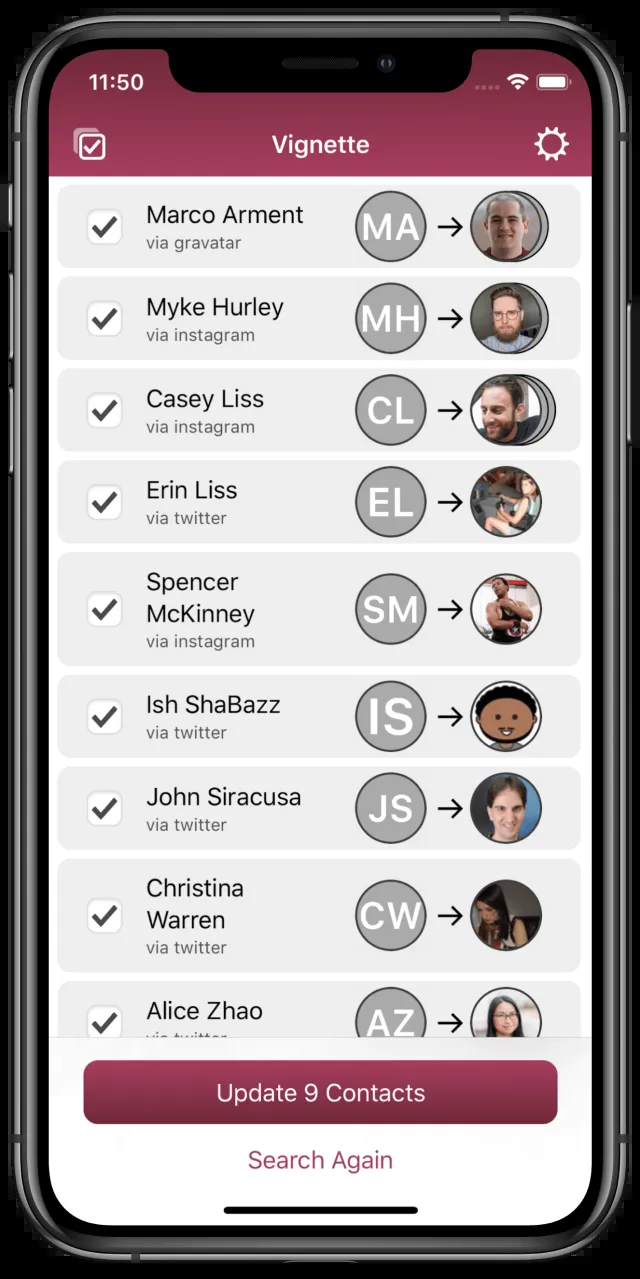 11:50
Vignette
Marco Arment
via gravatar
MA
Myke Hurley
via instagram
MH
Casey Liss
via instagram
CL
Erin Liss
via twitter
EL
Spencer
McKinney
via instagram
SM
Ish ShaBazz
via twitter
IS
John Siracusa
via twitter
JS
Christina
Warren
via twitter
CW
Alice Zhao
via twitter
AZ
Update 9 Contacts
Search Again